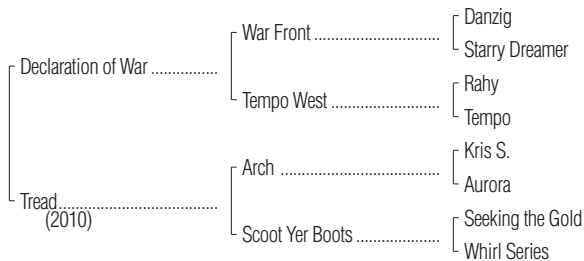 Danzig
War Front ..........................
Starry Dreamer
Declaration of War ..............
Rahy
Tempo West ......................
Tempo
Kris S.
Arch .................................
Aurora
Tread.................................
(2010)
Seeking the Gold
Scoot Yer Boots .................
Whirl Series